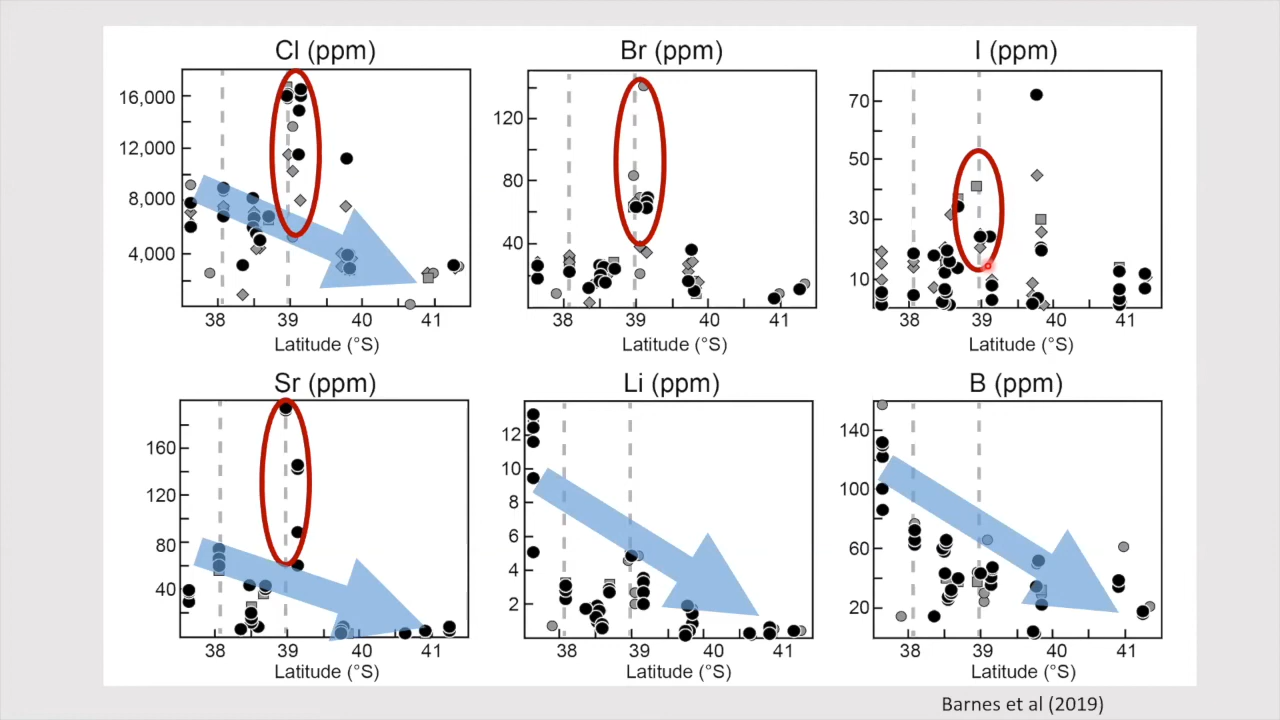 Cl (ppm)
16,000
12,000
8,000
4,000
38 39 40 41
Latitude (°S)
Br (ppm)
120
80
40
38 39 40 41
Latitude (°S)
I (ppm)
70
50
30
10
38 39 40 41
Latitude (°S)
Sr (ppm)
160
120
80
40
38 39 40 41
Latitude (°S)
Li (ppm)
12
10
8
6
4
2
38 39 40 41
Latitude (°S)
B (ppm)
140
100
60
20
38 39 40 41
Latitude (°S)
Barnes et al (2019)